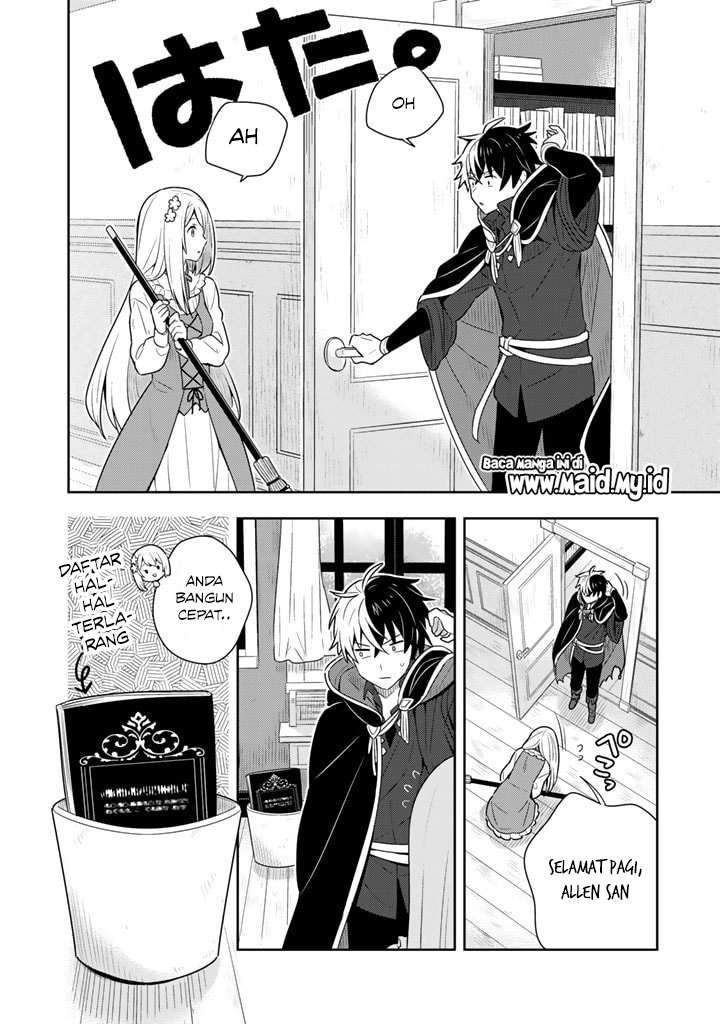 はた。
OH
AH
BACA MANGA INI DI
WWW.MAID.MY.ID
ペこっ
SELAMAT PAGI,
ALLEN SAN
ANDA
BANGUN
CEPAT..
DAFTAR
HAL-
HAL
TERLA-
RANG